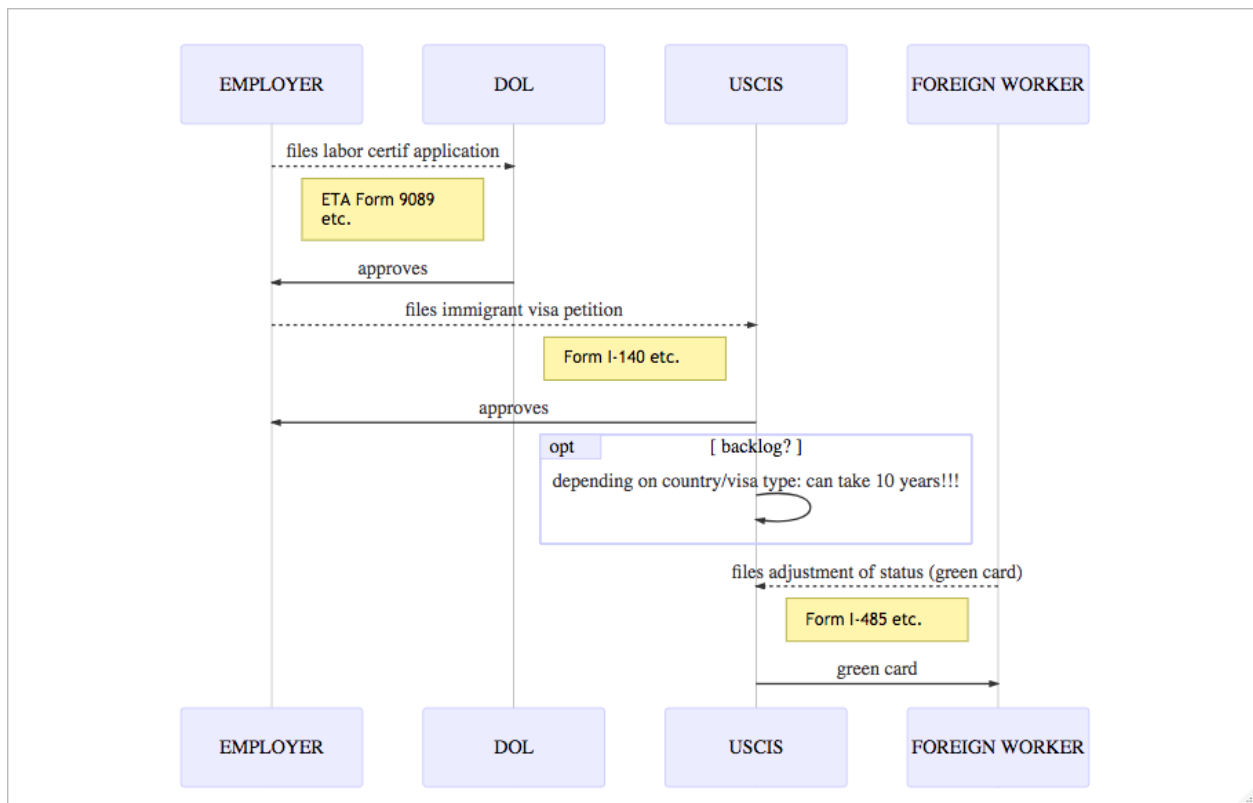 EMPLOYER DOL USCIS FOREIGN WORKER
files labor certif application
ETA Form 9089
etc.
approves
files immigrant visa petition
Form I-140 etc.
approves
opt [ backlog? ]
depending on country/visa type: can take 10 years!!!
files adjustment of status (green card)
Form I-485 etc.
green card
EMPLOYER DOL USCIS FOREIGN WORKER